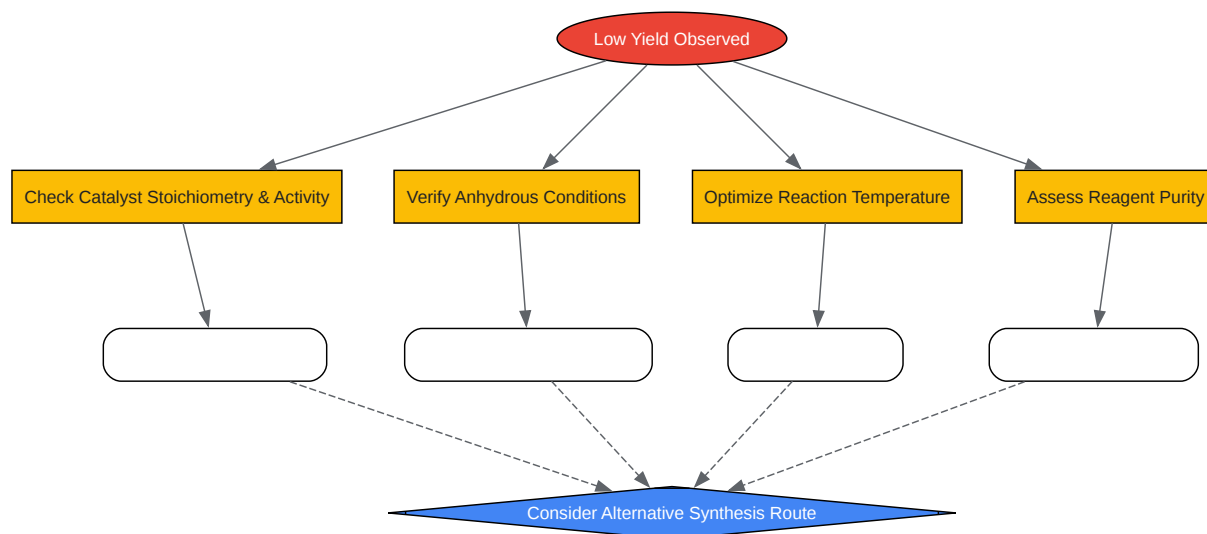 Low Yield Observed
Check Catalyst Stoichiometry & Activity
Verify Anhydrous Conditions
Optimize Reaction Temperature
Assess Reagent Purity
Consider Alternative Synthesis Route